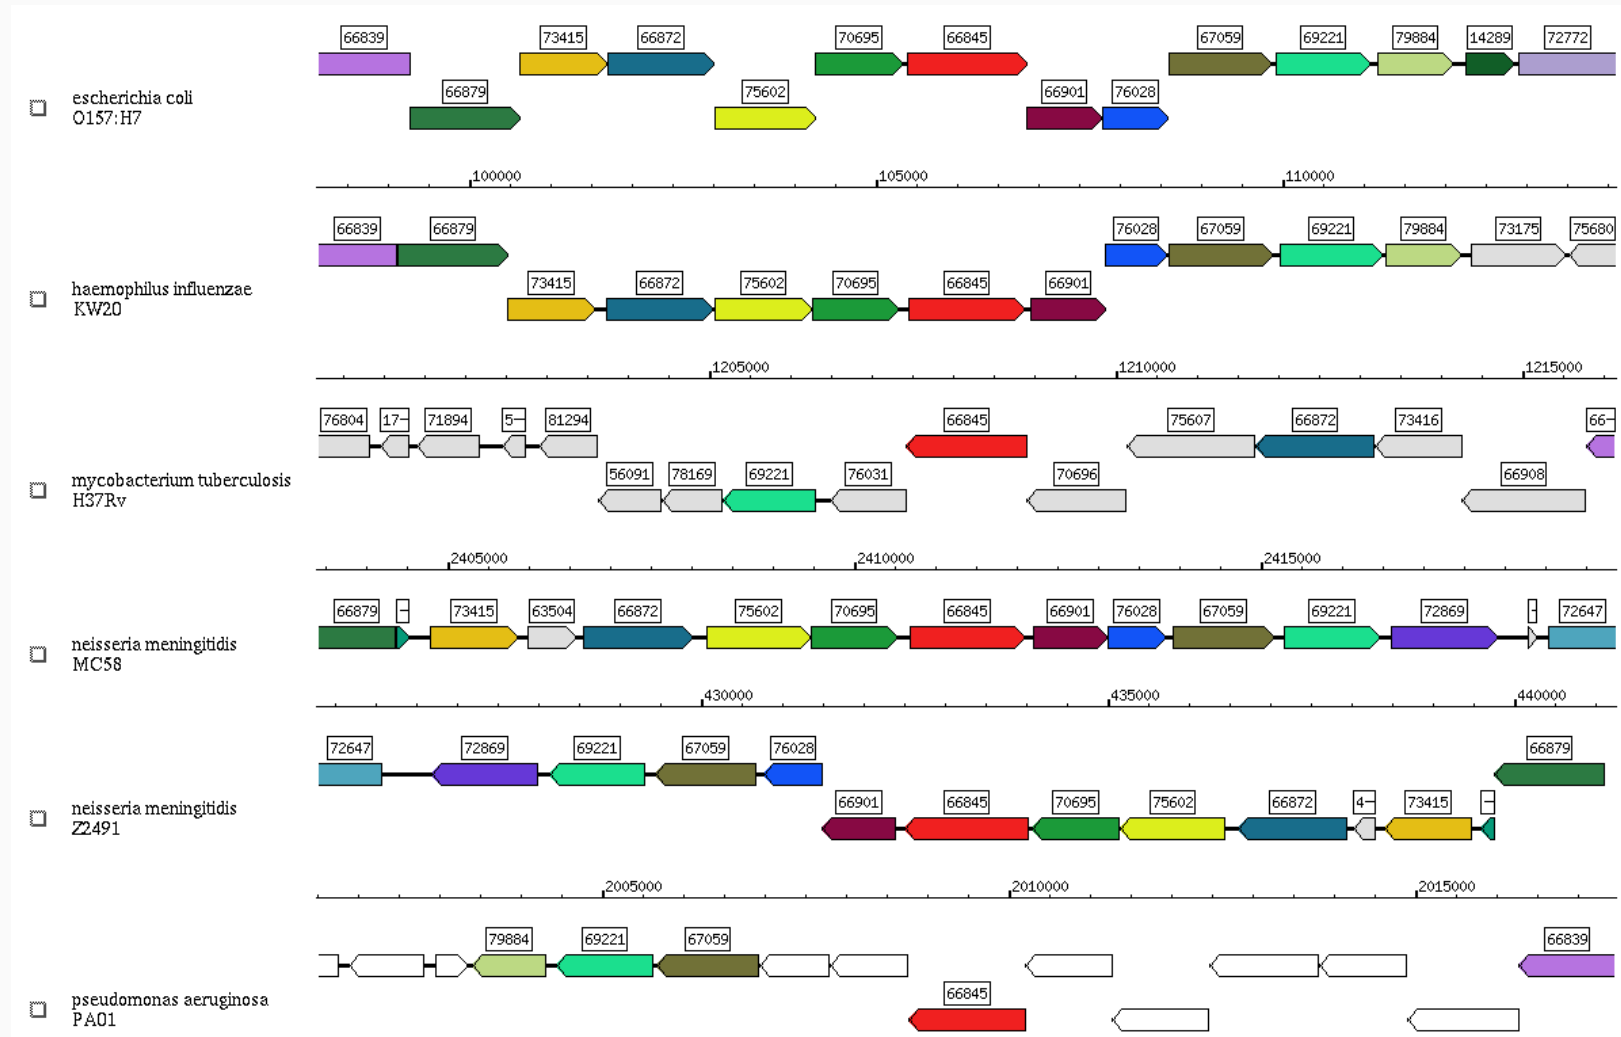 66839 73415 66872 70695 66845 67059 69221 79884 14289 72772
66879 75602 66901 76028
escherichia coli
O157:H7
100000 105000 110000
66839 66879 76028 67059 69221 79884 73175 75680
73415 66872 75602 70695 66845 66901
haemophilus influenzae
KW20
1205000 1210000 1215000
76804 17- 71894 5- 81294 66845 75607 66872 73416 66-
56091 78169 69221 76031 70696 66908
mycobacterium tuberculosis
H37Rv
2405000 2410000 2415000
66879 - 73415 63504 66872 75602 70695 66845 66901 76028 67059 69221 72869 - 72647
neisseria meningitidis
MC58
430000 435000 440000
72647 72869 69221 67059 76028 66879
66901 66845 70695 75602 66872 4- 73415 -
neisseria meningitidis
Z2491
2005000 2010000 2015000
79884 69221 67059 66839
66845
pseudomonas aeruginosa
PA01